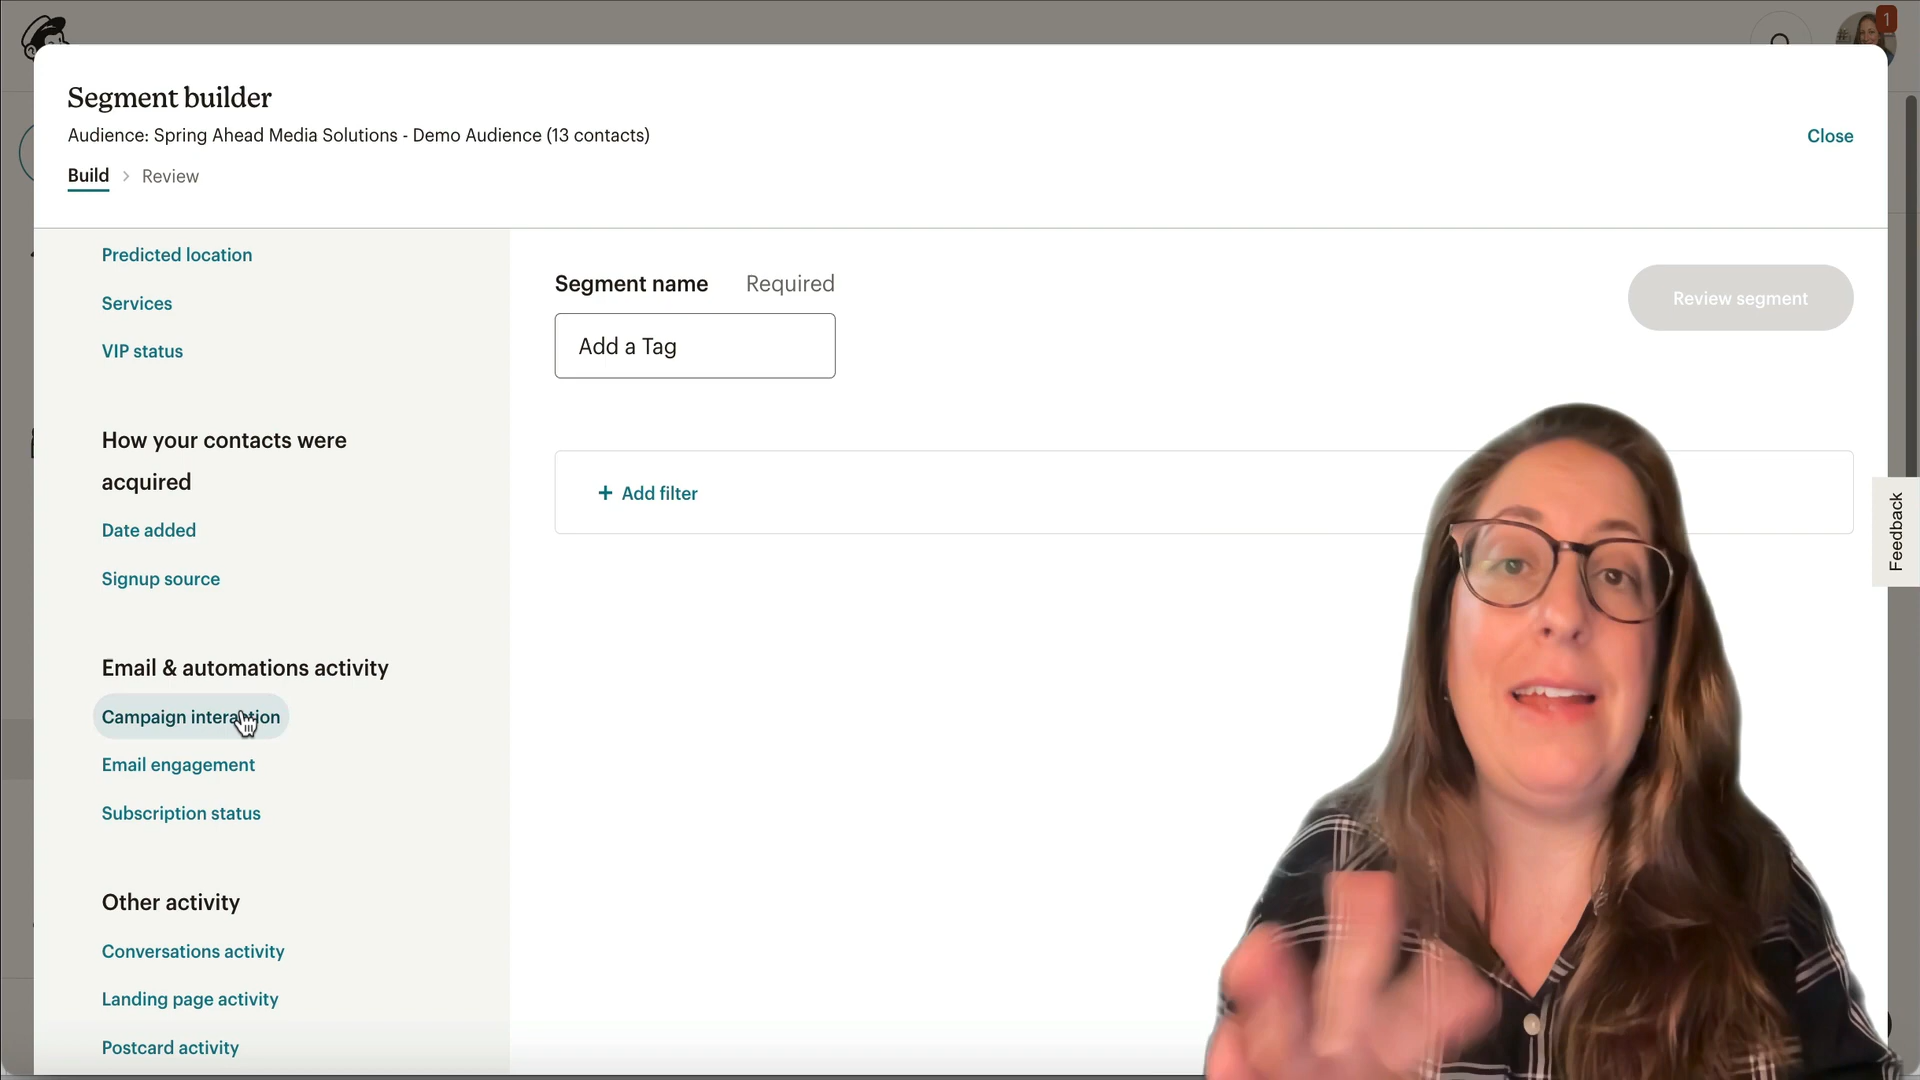 1
Segment builder
Audience: Spring Ahead Media Solutions - Demo Audience (13 contacts)
Close
Build > Review
Predicted location
Services
VIP status
How your contacts were
acquired
Date added
Signup source
Email & automations activity
Campaign interaction
Email engagement
Subscription status
Other activity
Conversations activity
Landing page activity
Postcard activity
Segment name Required
Review segment
Add a Tag
+ Add filter
Feedback